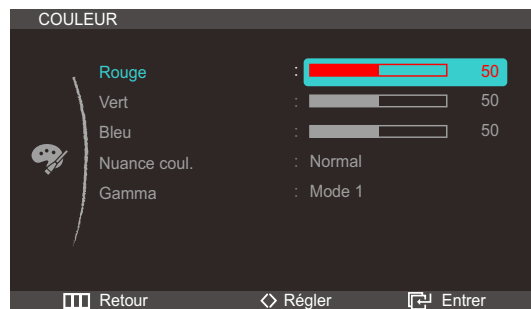 COULEUR
Rouge : 50
Vert : 50
Bleu : 50
Nuance coul. : Normal
Gamma : Mode 1
Retour Régler Entrer